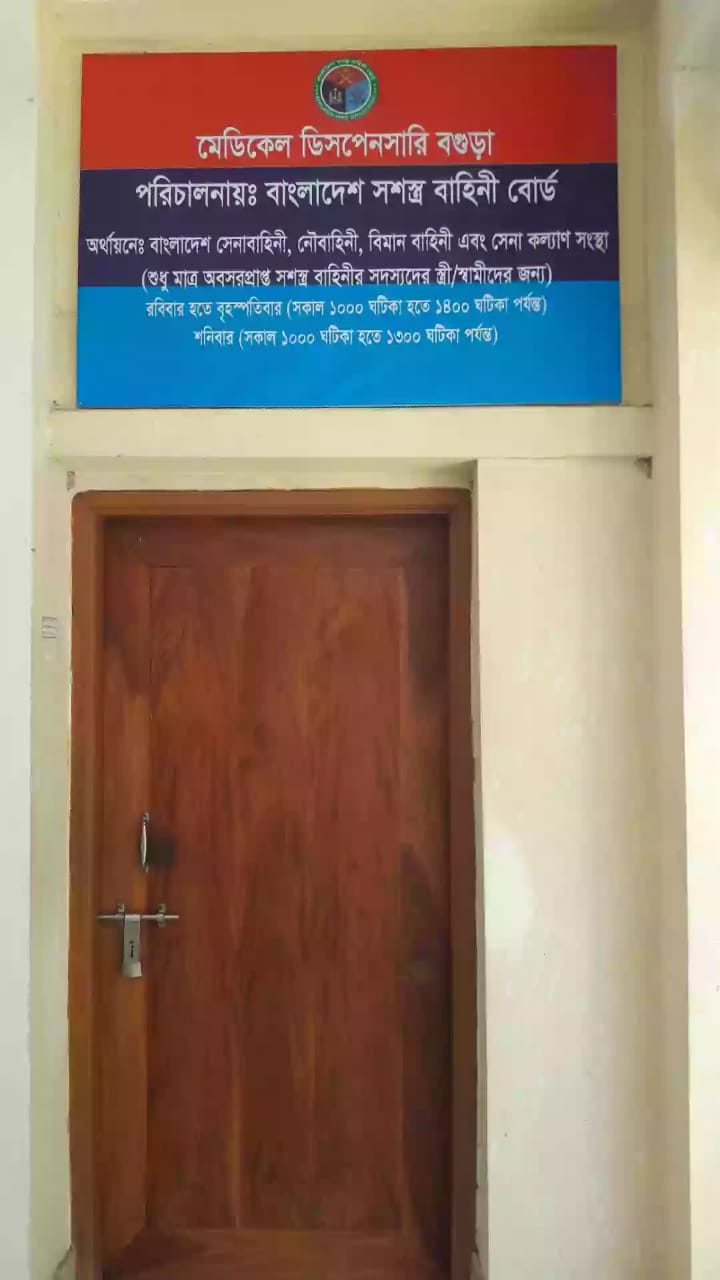 মেডিকেল ডিসপেনসারি বগুড়া
পরিচালনায়ঃ বাংলাদেশ সশস্ত্র বাহিনী বোর্ড
অর্থায়নেঃ বাংলাদেশ সেনাবাহিনী, নৌবাহিনী, বিমান বাহিনী এবং সেনা কল্যাণ সংস্থা
(শুধু মাত্র অবসরপ্রাপ্ত সশস্ত্র বাহিনীর সদস্যদের স্ত্রী/স্বামীদের জন্য)
রবিবার হতে বৃহস্পতিবার (সকাল ১০০০ ঘটিকা হতে ১৪০০ ঘটিকা পর্যন্ত)
শনিবার (সকাল ১০০০ ঘটিকা হতে ১৩০০ ঘটিকা পর্যন্ত)